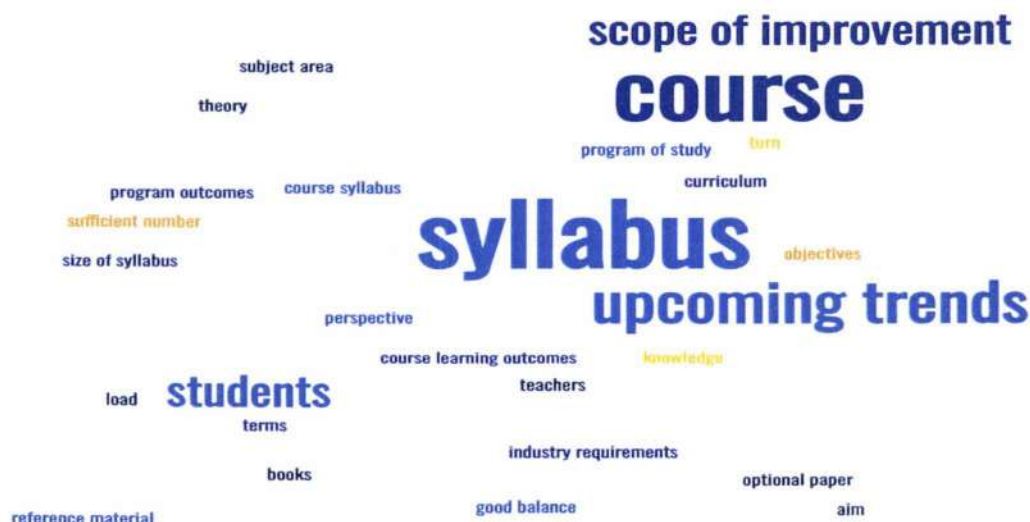 scope of improvement
subject area
course
theory
turn
program of study
curriculum
program outcomes
course syllabus
sufficient number
syllabus
objectives
size of syllabus
upcoming trends
perspective
course learning outcomes
knowledge
teachers
students
load
terms
industry requirements
books
optional paper
good balance
aim
reference material